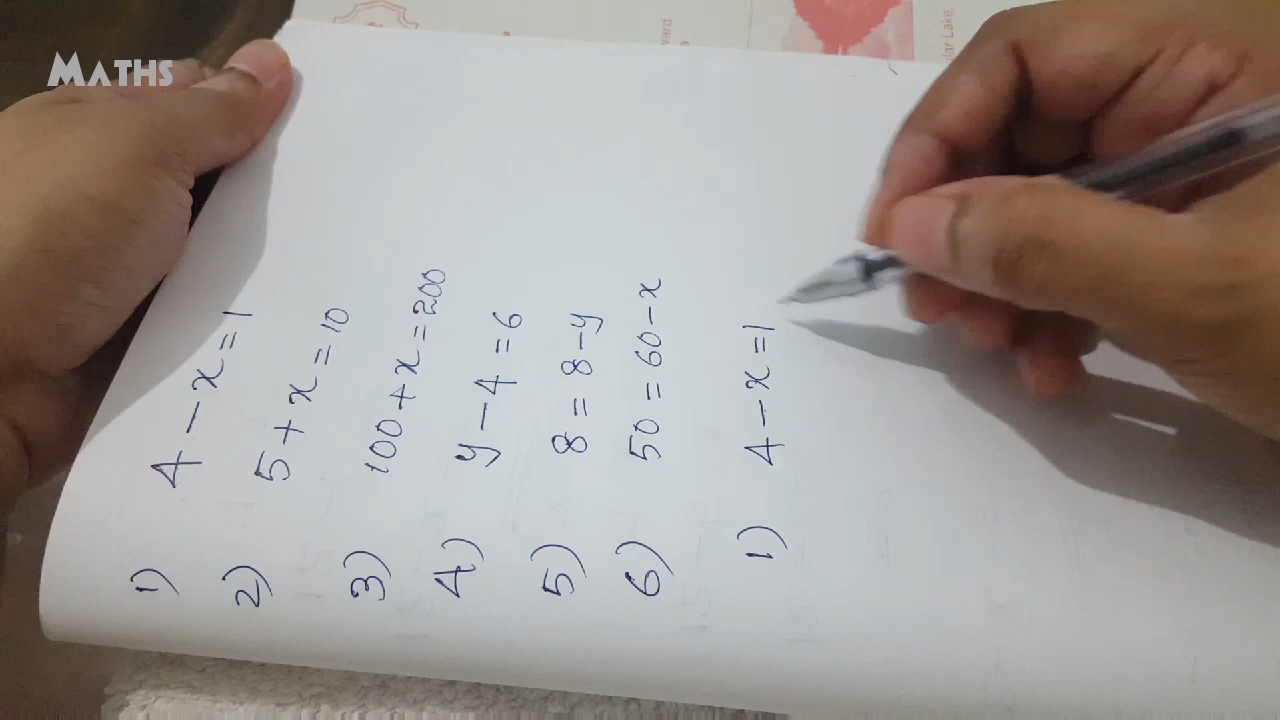 MATHS
1) 4 - x = 1
2) 5 + x = 10
3) 100 + x = 200
4) y - 4 = 6
5) 8 = 8 - y
6) 50 = 60 - x
1) 4 - x = 1